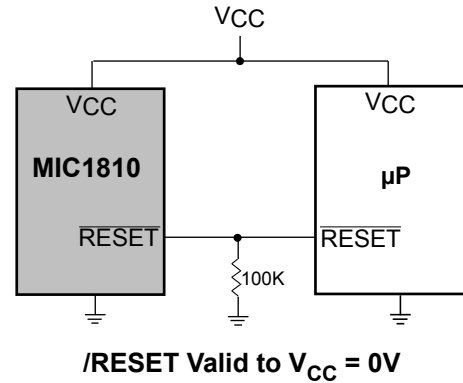 VCC
VCC
VCC
MIC1810
µP
RESET
RESET
100K
/RESET Valid to VCC = 0V